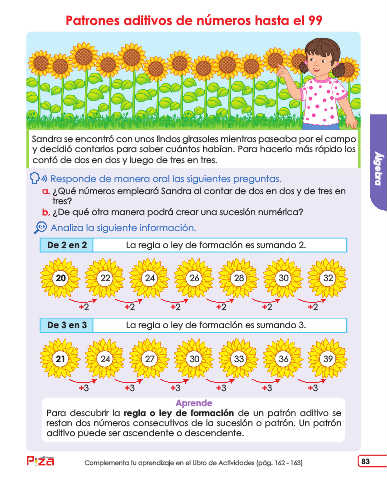 Patrones aditivos de números hasta el 99
Sandra se encontró con unos lindos girasoles mientras paseaba por el campo
y decidió contarlos para saber cuántos habían. Para hacerlo más rápido los
contó de dos en dos y luego de tres en tres.
Responde de manera oral las siguientes preguntas.
a. ¿Qué números empleará Sandra al contar de dos en dos y de tres en
tres?
b. ¿De qué otra manera podrá crear una sucesión numérica?
Analiza la siguiente información.
De 2 en 2 La regla o ley de formación es sumando 2.
20 22 24 26 28 30 32
+2 +2 +2 +2 +2 +2
De 3 en 3 La regla o ley de formación es sumando 3.
21 24 27 30 33 36 39
+3 +3 +3 +3 +3 +3
Aprende
Para descubrir la regla o ley de formación de un patrón aditivo se
restan dos números consecutivos de la sucesión o patrón. Un patrón
aditivo puede ser ascendente o descendente.
Álgebra
Complementa tu aprendizaje en el Libro de Actividades (pág. 162 - 163)
83